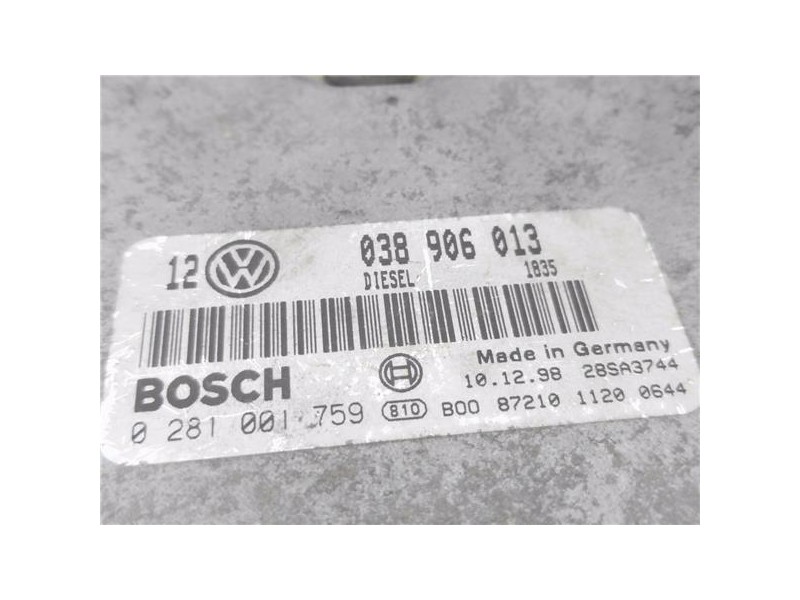 12 VW 038 906 013
DIESEL 1835
Made in Germany
BOSCH 10.12.98 28SA3744
0 281 001 759 810 B00 87210 1120 0644